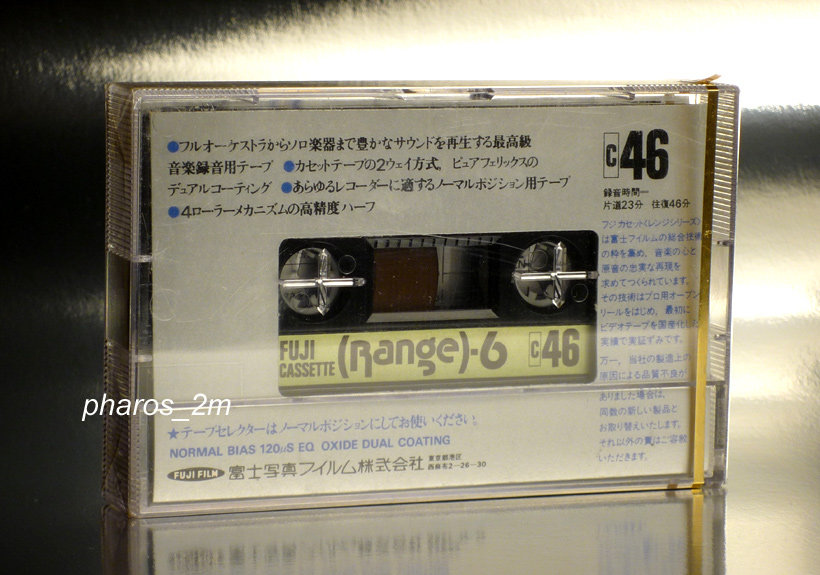 ●フルオーケストラからソロ楽器まで豊かなサウンドを再生する最高級
音楽録音用テープ ●カセットテープの2ウェイ方式, ピュアフェリックスの
デュアルコーティング ●あらゆるレコーダーに適するノーマルポジション用テープ
●4ローラーメカニズムの高精度ハーフ
C46
録音時間—
片道23分 往復46分
フジカセット〈レンジシリーズ〉
は富士フイルムの総合技術
の粋を集め, 音楽の心と
原音の忠実な再現を
求めてつくられています。
その技術はプロ用オープン
リールをはじめ, 最初に
ビデオテープを国産化した
実績で実証ずみです。
万一, 当社の製造上の
原因による品質不良が
ありました場合は,
同数の新しい製品と
お取り替えいたします。
それ以外の責はご容赦
いただきます。
FUJI
CASSETTE (Range)-6 C46
pharos_2m
★テープセレクターはノーマルポジションにしてお使いください。
NORMAL BIAS 120μS EQ OXIDE DUAL COATING
FUJI FILM 富士写真フイルム株式会社 東京都港区
西麻布2—26—30